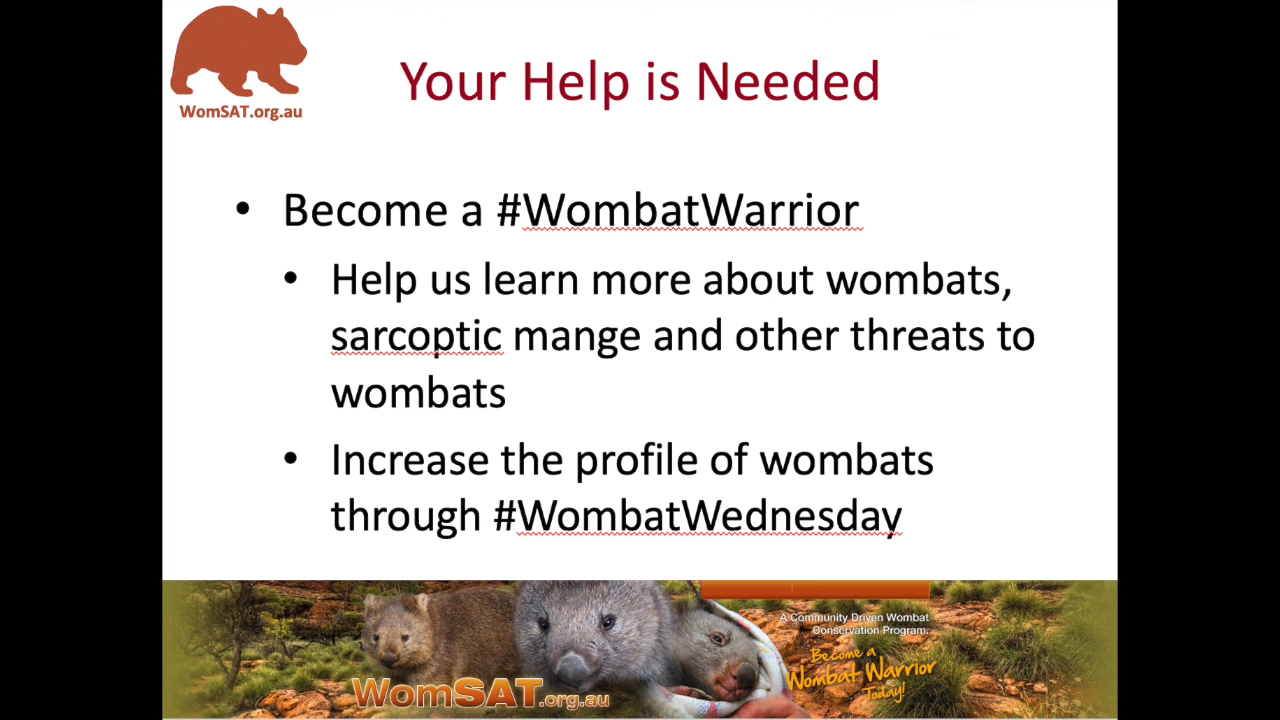 WomSAT.org.au
Your Help is Needed
• Become a #WombatWarrior
• Help us learn more about wombats,
sarcoptic mange and other threats to
wombats
• Increase the profile of wombats
through #WombatWednesday
A Community Driven Wombat
Conservation Program.
Become a
Wombat Warrior
Today!
WomSAT.org.au